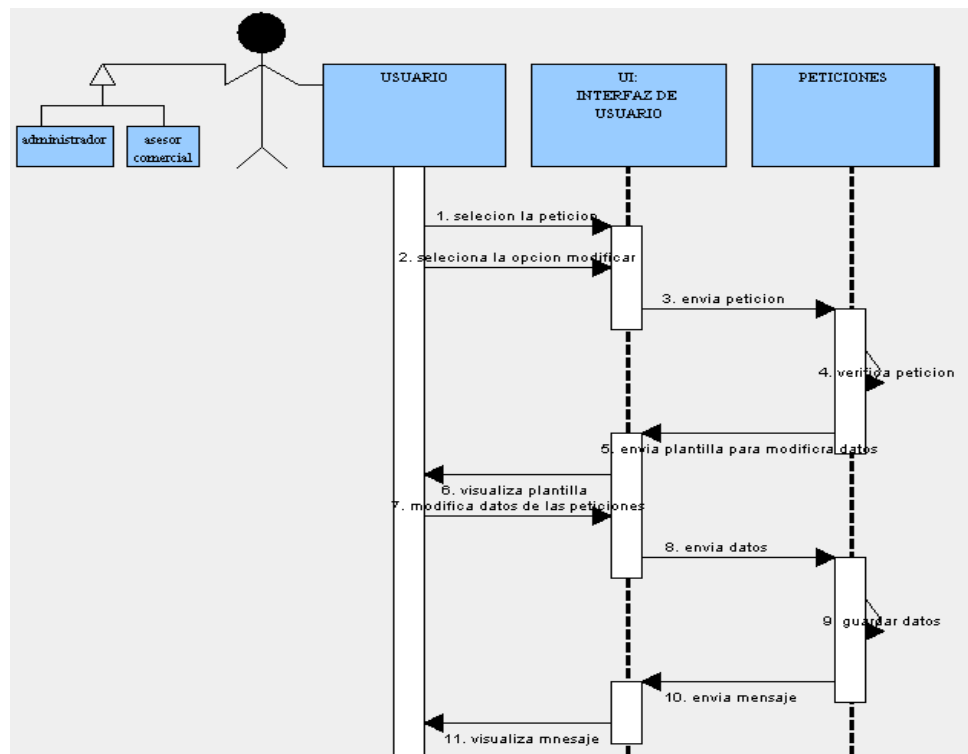 USUARIO
UI:
INTERFAZ DE
USUARIO
PETICIONES
administrador
asesor
comercial
1. selecion la peticion
2. seleciona la opcion modificar
3. envia peticion
4. verifica peticion
5. envia plantilla para modificra datos
6. visualiza plantilla
7. modifica datos de las peticiones
8. envia datos
9. guardar datos
10. envia mensaje
11. visualiza mnesaje